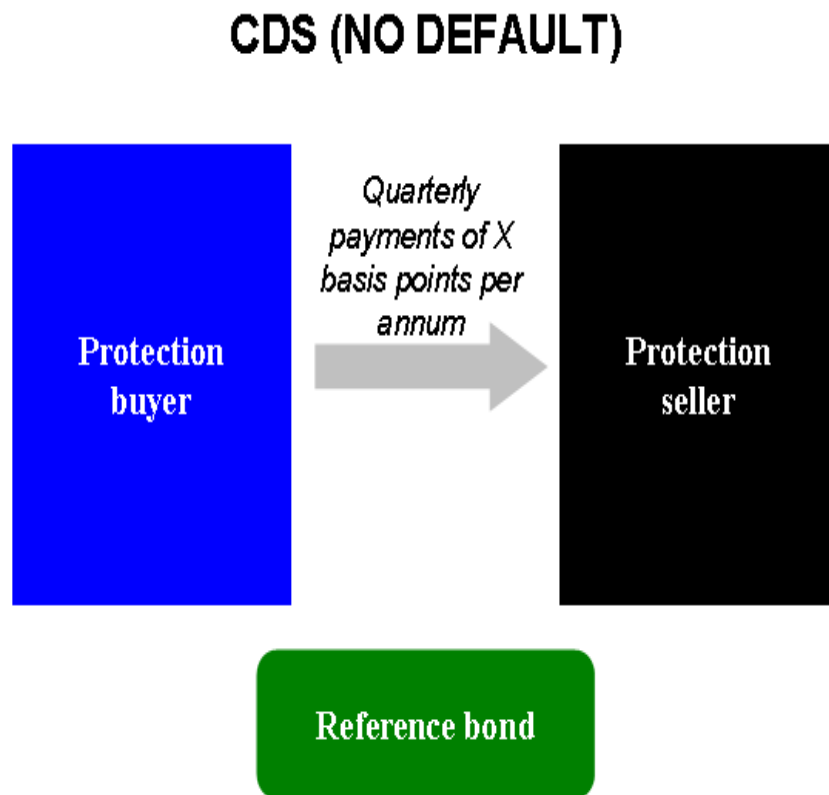 CDS (NO DEFAULT)
Quarterly
payments of X
basis points per
annum
Protection
buyer
Protection
seller
Reference bond